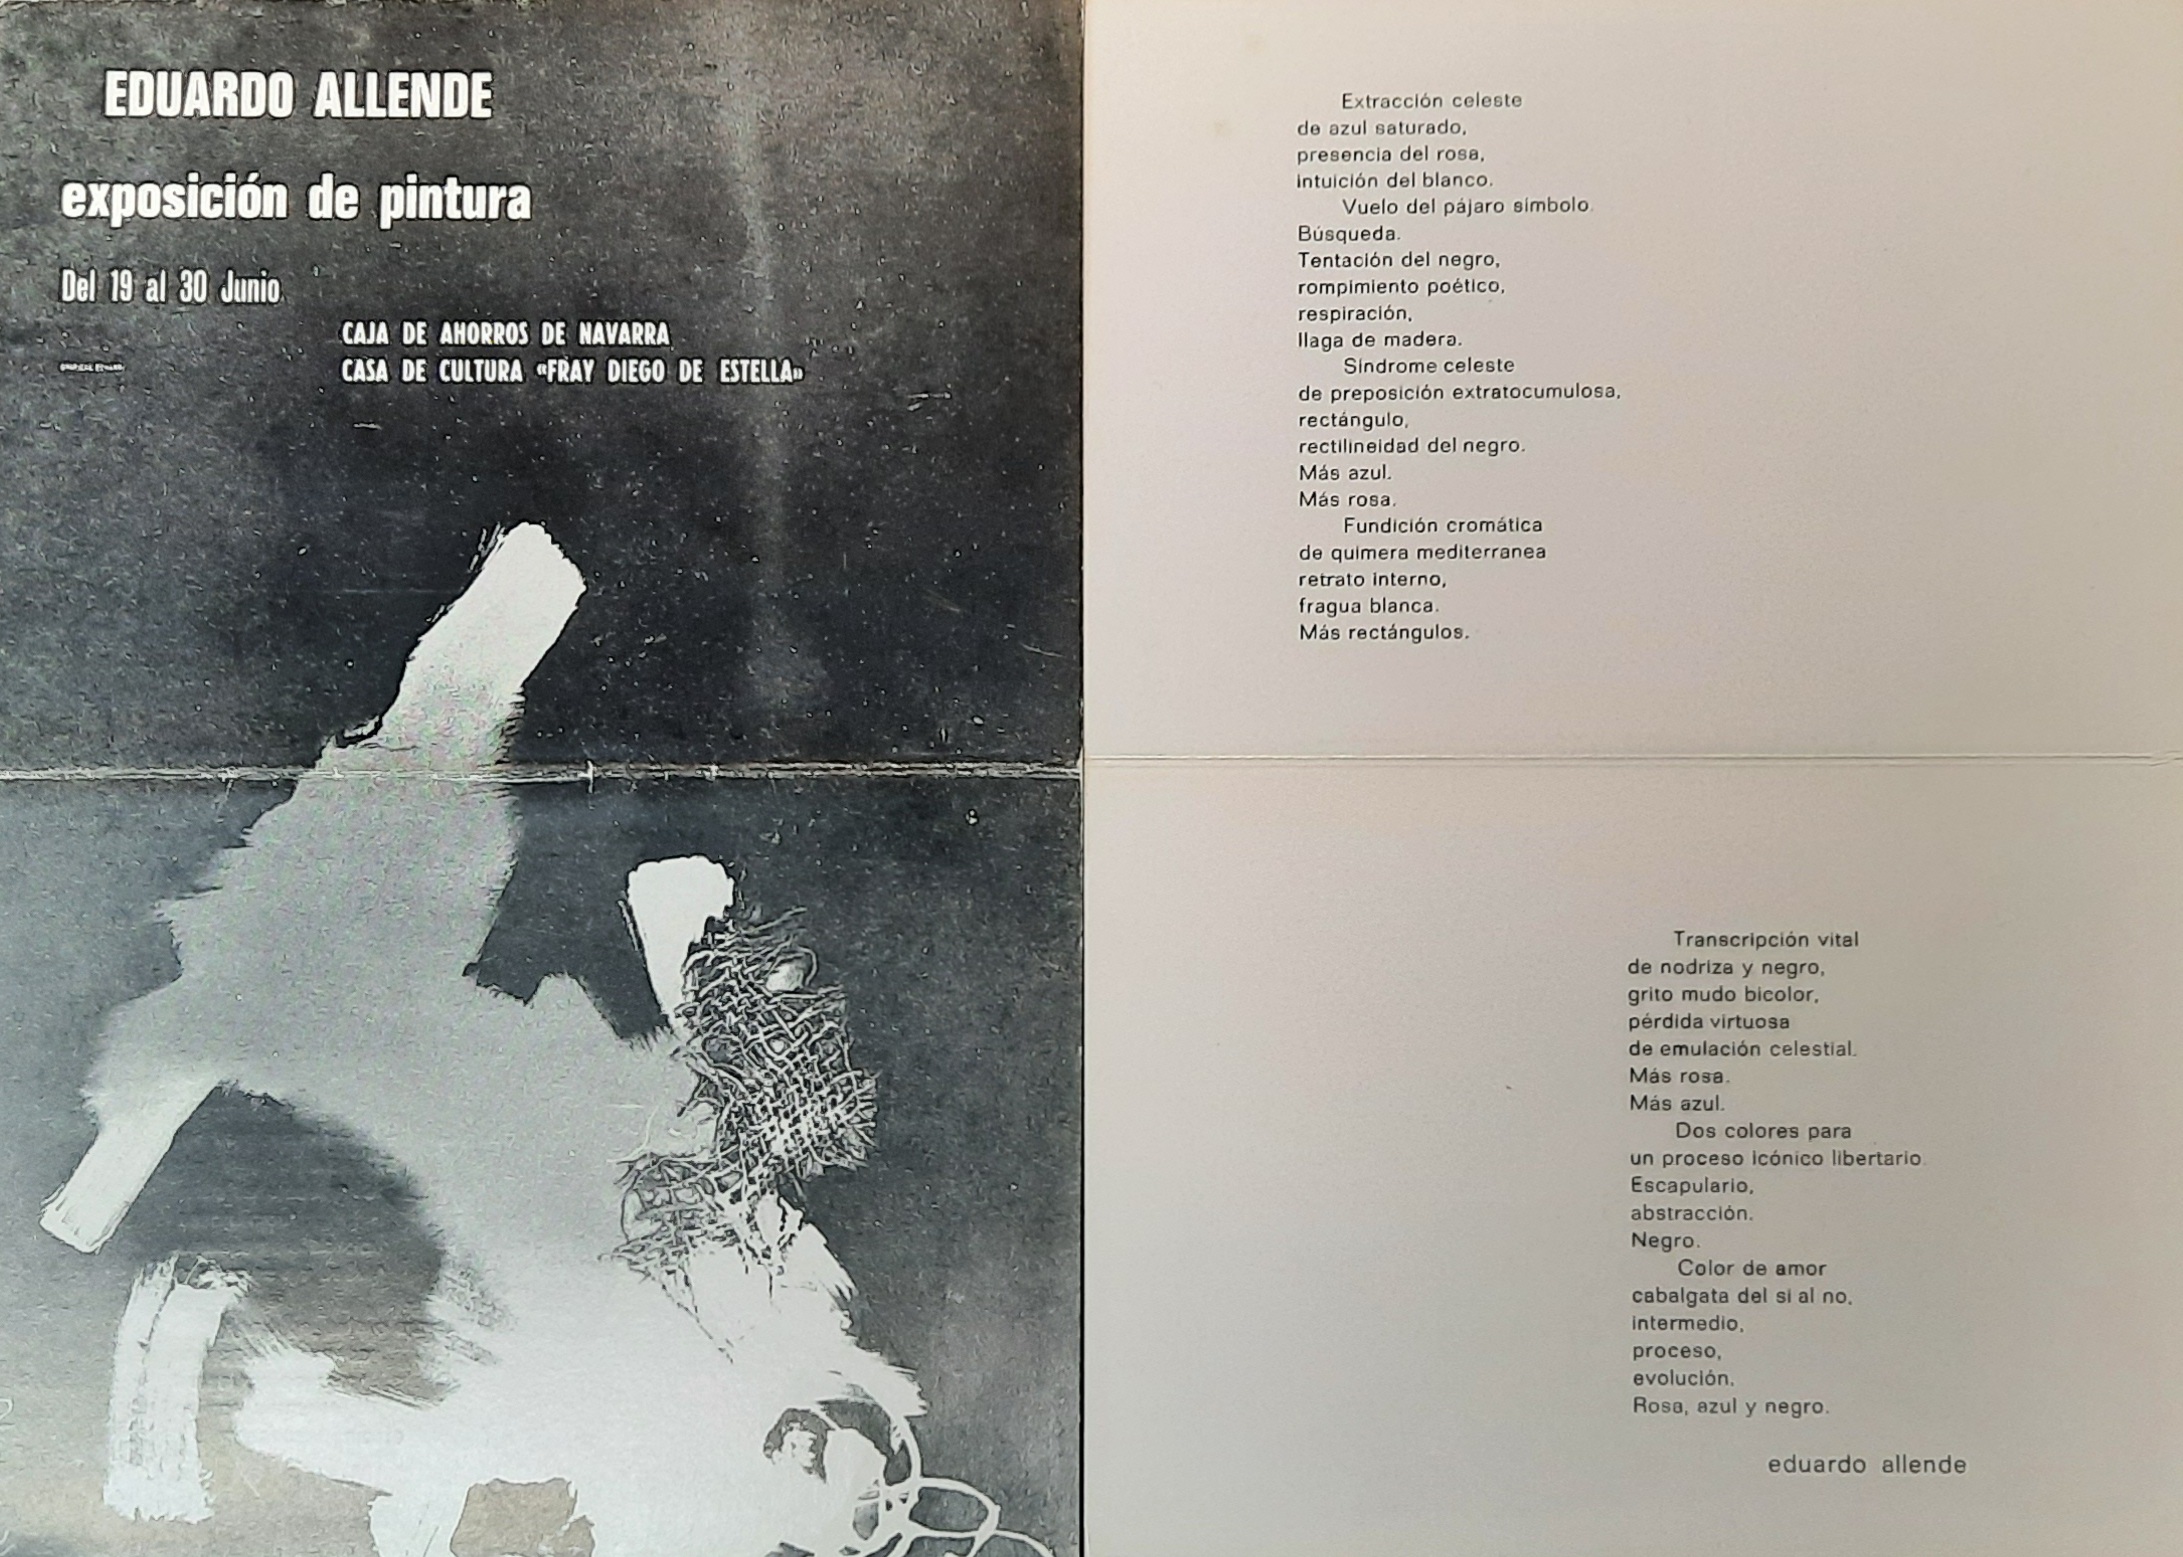 EDUARDO ALLENDE
exposición de pintura
Del 19 al 30 Junio
CAJA DE AHORROS DE NAVARRA
CASA DE CULTURA «FRAY DIEGO DE ESTELLA»
Extracción celeste
de azul saturado,
presencia del rosa,
intuición del blanco.
Vuelo del pájaro símbolo.
Búsqueda.
Tentación del negro,
rompimiento poético,
respiración,
llaga de madera.
Síndrome celeste
de preposición extratocumulosa,
rectángulo,
rectilineidad del negro.
Más azul.
Más rosa.
Fundición cromática
de quimera mediterranea
retrato interno,
fragua blanca.
Más rectángulos.
Transcripción vital
de nodriza y negro,
grito mudo bicolor,
pérdida virtuosa
de emulación celestial.
Más rosa.
Más azul.
Dos colores para
un proceso icónico libertario.
Escapulario,
abstracción.
Negro.
Color de amor
cabalgata del si al no,
intermedio,
proceso,
evolución.
Rosa, azul y negro.
eduardo allende